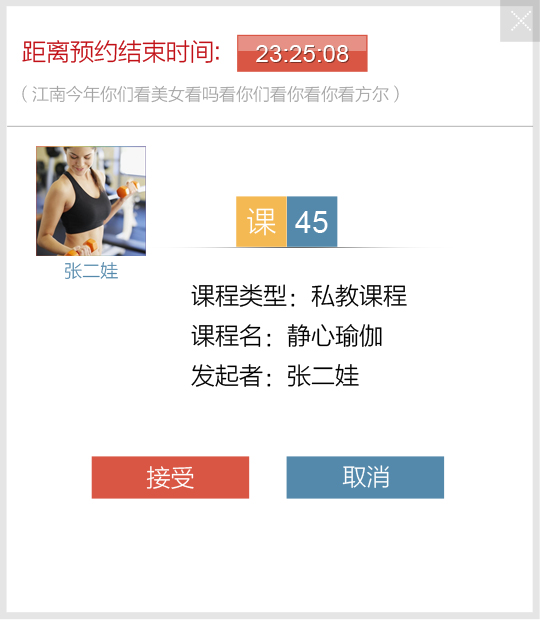 距离预约结束时间: 23:25:08
（ 江南今年你们看美女看吗看你们看你看你看方尔 ）
张二娃
课 45
课程类型：私教课程
课程名：静心瑜伽
发起者：张二娃
接受 取消